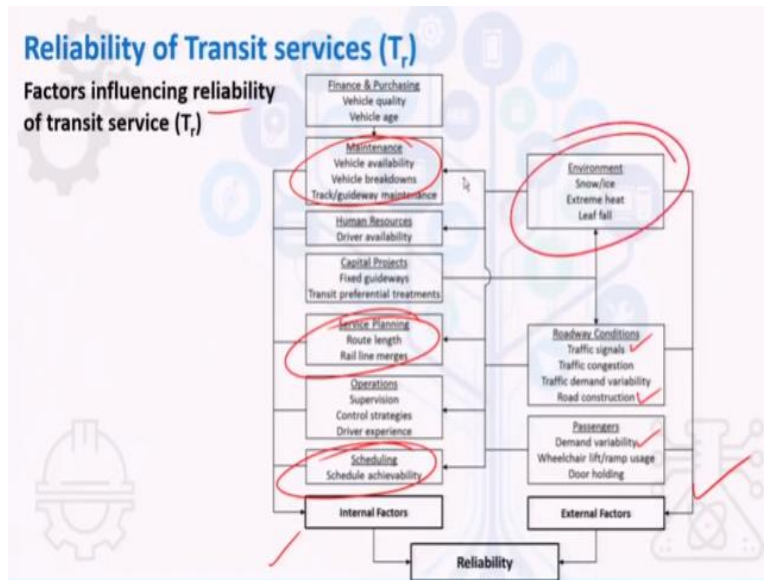 Reliability of Transit services (Tr)
Factors influencing reliability
of transit service (Tr)
Finance & Purchasing
Vehicle quality
Vehicle age
Maintenance
Vehicle availability
Vehicle breakdowns
Track/guideway maintenance
Human Resources
Driver availability
Capital Projects
Fixed guideways
Transit preferential treatments
Service Planning
Route length
Rail line merges
Operations
Supervision
Control strategies
Driver experience
Scheduling
Schedule achievability
Internal Factors
Environment
Snow/ice
Extreme heat
Leaf fall
Roadway Conditions
Traffic signals
Traffic congestion
Traffic demand variability
Road construction
Passengers
Demand variability
Wheelchair lift/ramp usage
Door holding
External Factors
Reliability